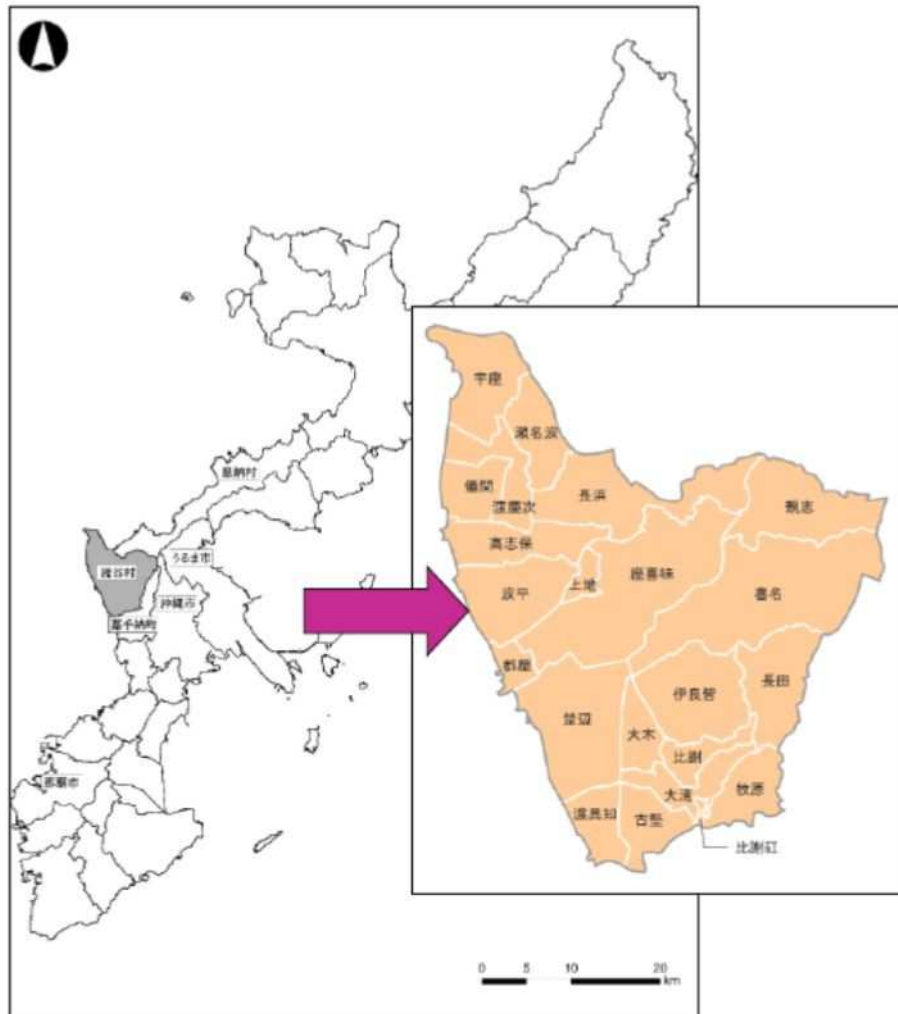 恩納村
読谷村
うるま市
沖縄市
嘉手納町
那覇市
宇座
瀬名波
儀間
渡慶次
長浜
親志
高志保
上地
座喜味
喜名
波平
都屋
伊良皆
長田
楚辺
大木
比謝
大湾
牧原
渡具知
古堅
比謝矼
0 5 10 20
km